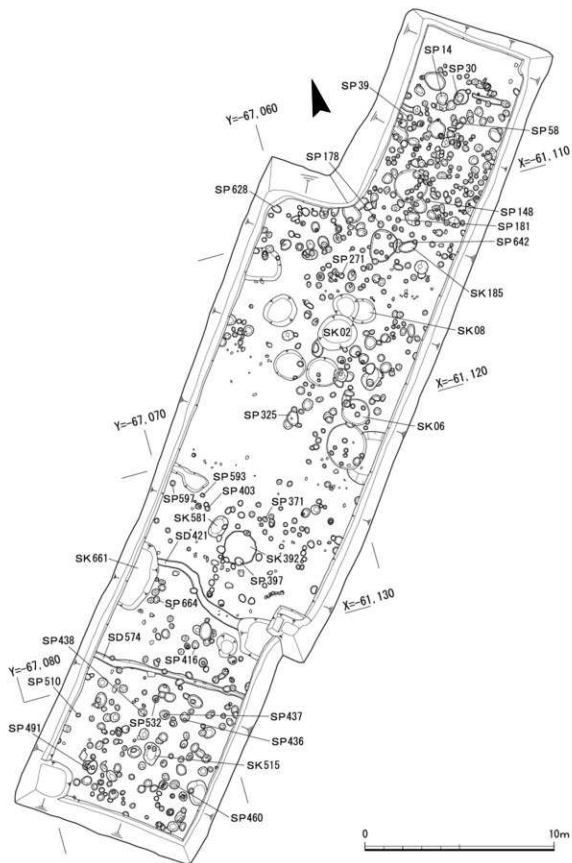 SP14
SP30
SP39
Y=-67,060
SP58
X=-61,110
SP178
SP628
SP148
SP181
SP642
SP271
SK185
SK02
SK08
X=-61,120
SP325
SK06
Y=-67,070
SP593
SP597
SP403
SP371
SK581
SD421
SK392
SK661
SP397
X=-61,130
SP664
SD574
SP438
SP416
Y=-67,080
SP510
SP532
SP437
SP491
SP436
SK515
SP460
0 10m